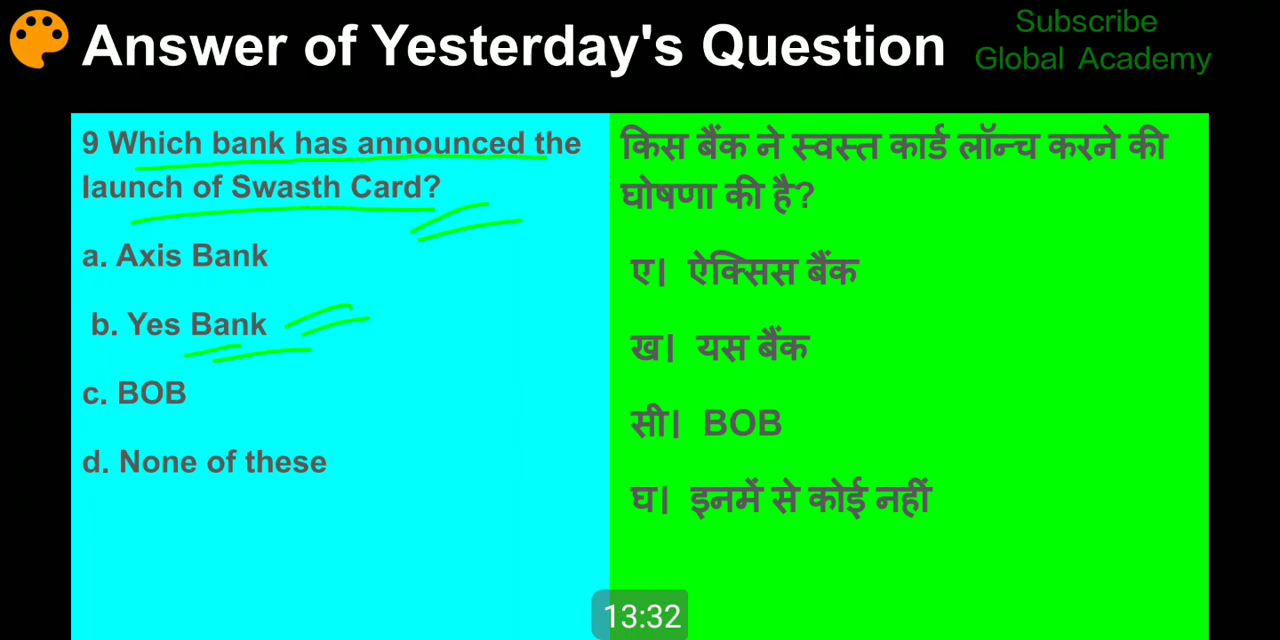 Answer of Yesterday's Question
Subscribe
Global Academy
9 Which bank has announced the
launch of Swasth Card?
a. Axis Bank
b. Yes Bank
c. BOB
d. None of these
किस बैंक ने स्वस्त कार्ड लॉन्च करने की
घोषणा की है?
ए। ऐक्सिस बैंक
ख। यस बैंक
सी। BOB
घ। इनमें से कोई नहीं
13:32